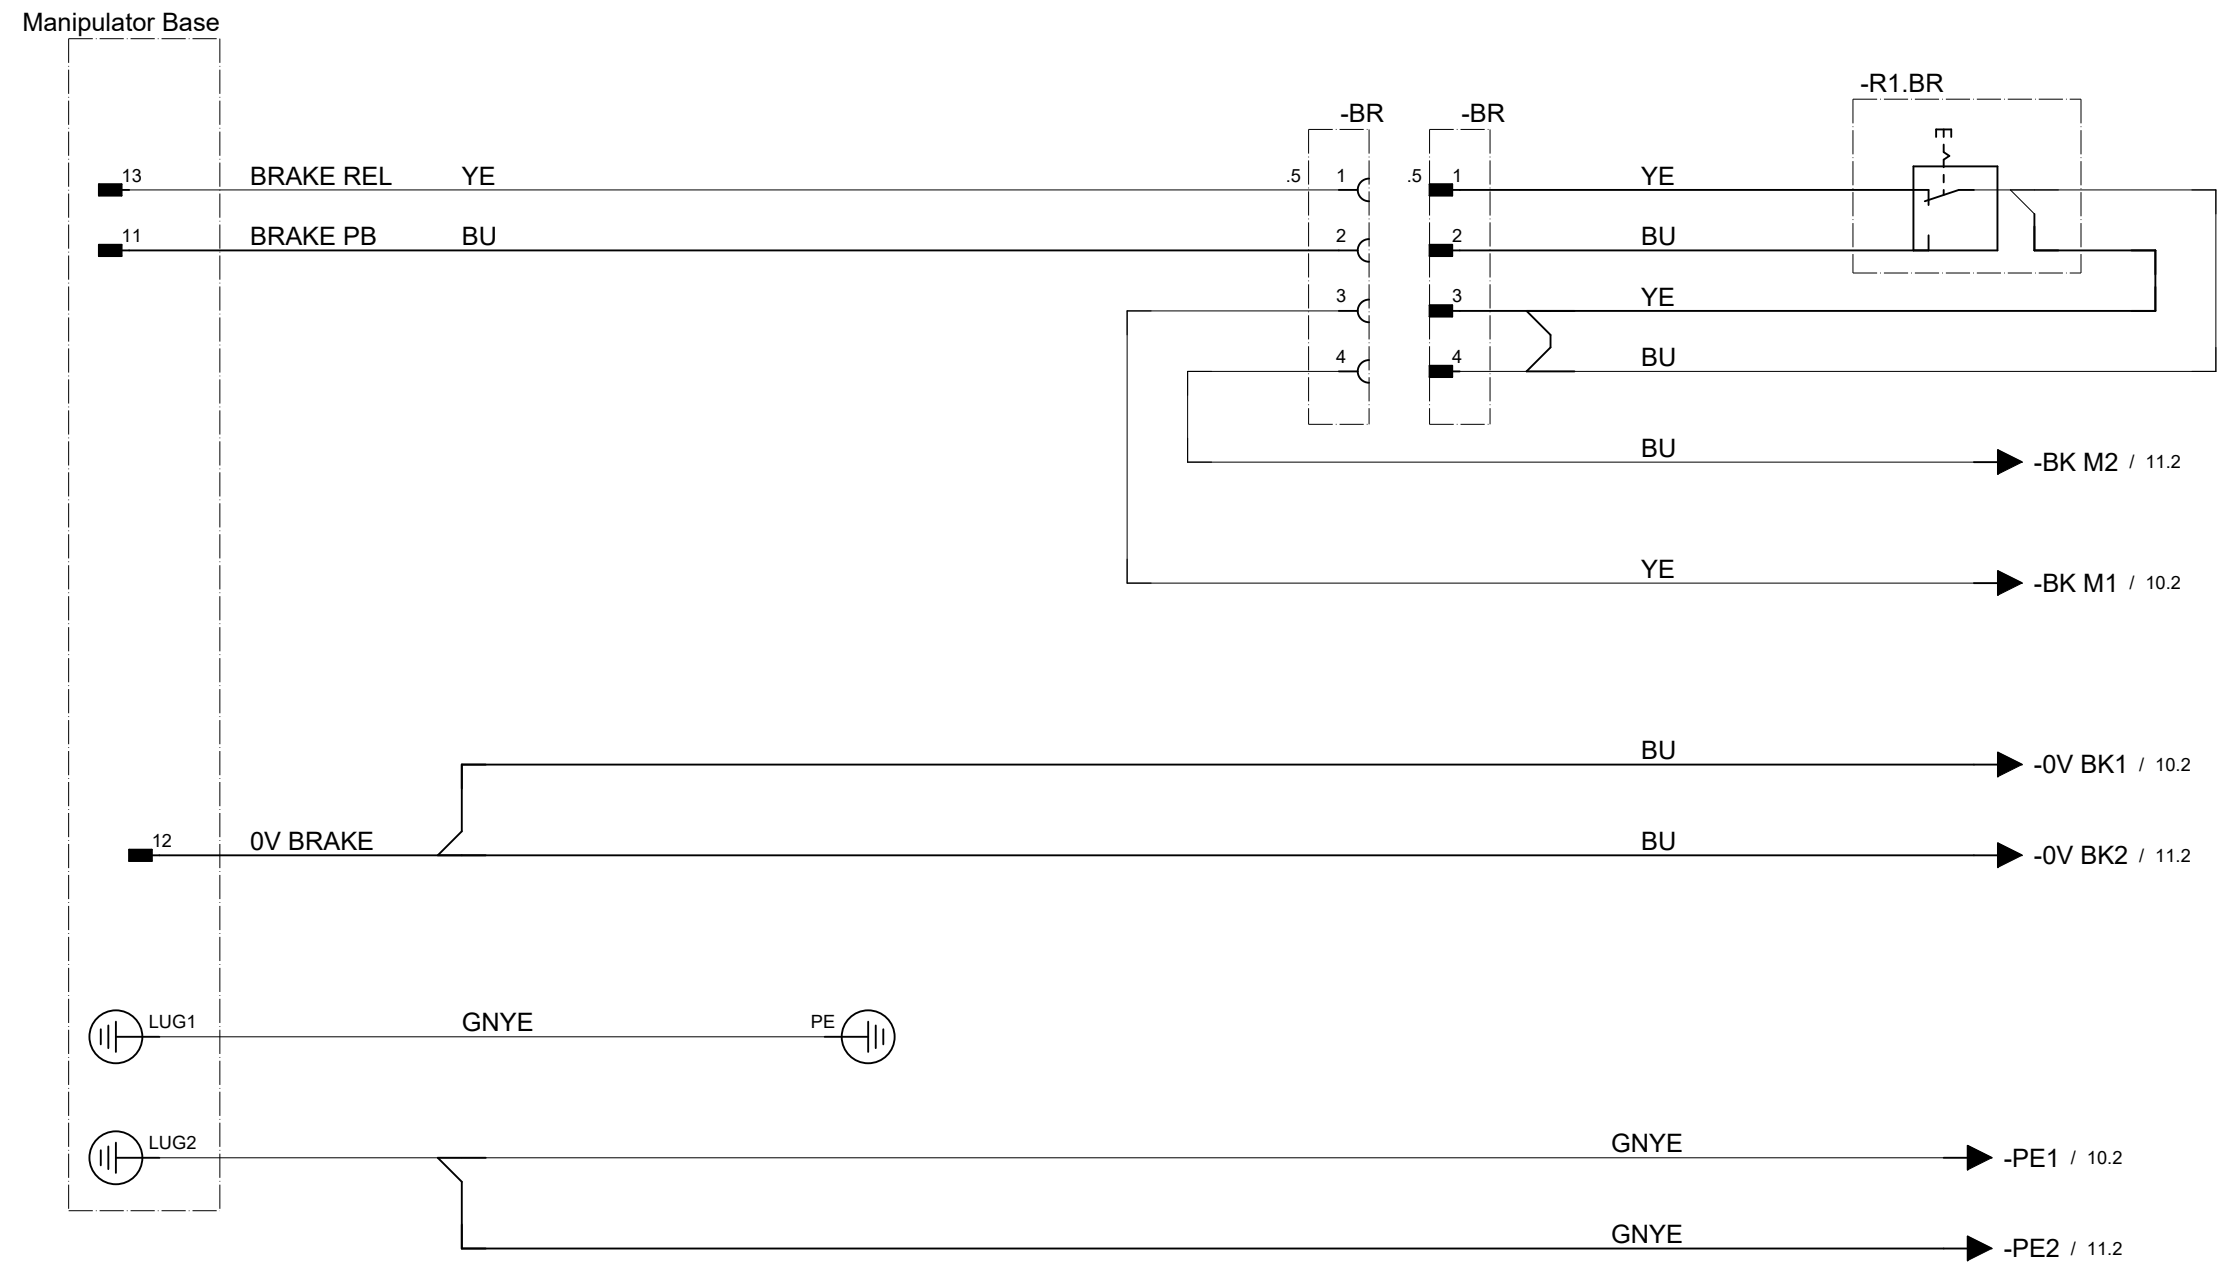 Manipulator Base
-R1.BR
-BR -BR
13 BRAKE REL YE .5 1 .5 1 YE
11 BRAKE PB BU 2 2 BU
3 3 YE
4 4 BU
BU -BK M2 / 11.2
YE -BK M1 / 10.2
BU -0V BK1 / 10.2
12 0V BRAKE BU -0V BK2 / 11.2
LUG1 GNYE PE
LUG2 GNYE -PE1 / 10.2
GNYE -PE2 / 11.2